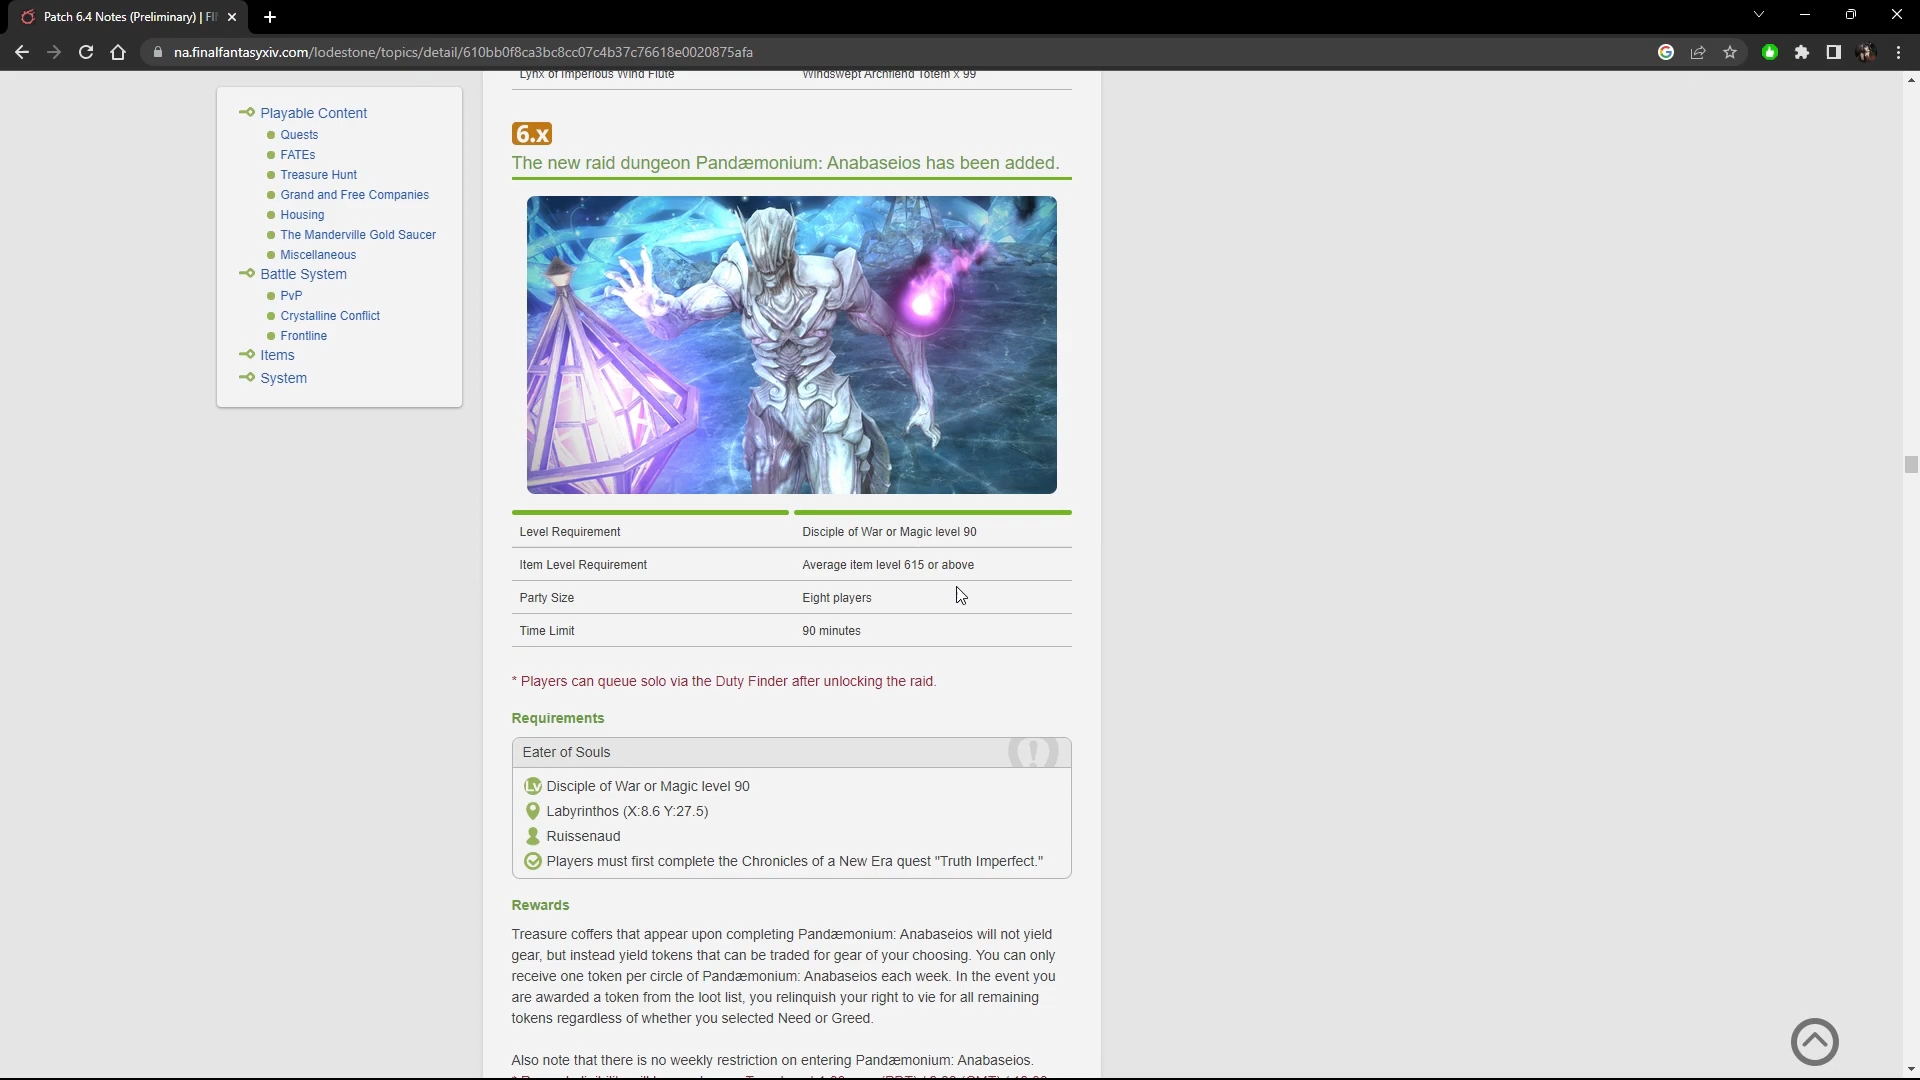 Patch 6.4 Notes (Preliminary) | FI
na.finalfantasyxiv.com/lodestone/topics/detail/610bb0f8ca3bc8cc07c4b37c76618e0020875afa
Playable Content
Quests
FATEs
Treasure Hunt
Grand and Free Companies
Housing
The Manderville Gold Saucer
Miscellaneous
Battle System
PvP
Crystalline Conflict
Frontline
Items
System
Lynx of Imperious Wind Flute Windswept Archfiend Totem x 99
6.x
The new raid dungeon Pandæmonium: Anabaseios has been added.
Level Requirement Disciple of War or Magic level 90
Item Level Requirement Average item level 615 or above
Party Size Eight players
Time Limit 90 minutes
* Players can queue solo via the Duty Finder after unlocking the raid.
Requirements
Eater of Souls
Lv Disciple of War or Magic level 90
Labyrinthos (X:8.6 Y:27.5)
Ruissenaud
Players must first complete the Chronicles of a New Era quest "Truth Imperfect."
Rewards
Treasure coffers that appear upon completing Pandæmonium: Anabaseios will not yield
gear, but instead yield tokens that can be traded for gear of your choosing. You can only
receive one token per circle of Pandæmonium: Anabaseios each week. In the event you
are awarded a token from the loot list, you relinquish your right to vie for all remaining
tokens regardless of whether you selected Need or Greed.
Also note that there is no weekly restriction on entering Pandæmonium: Anabaseios.